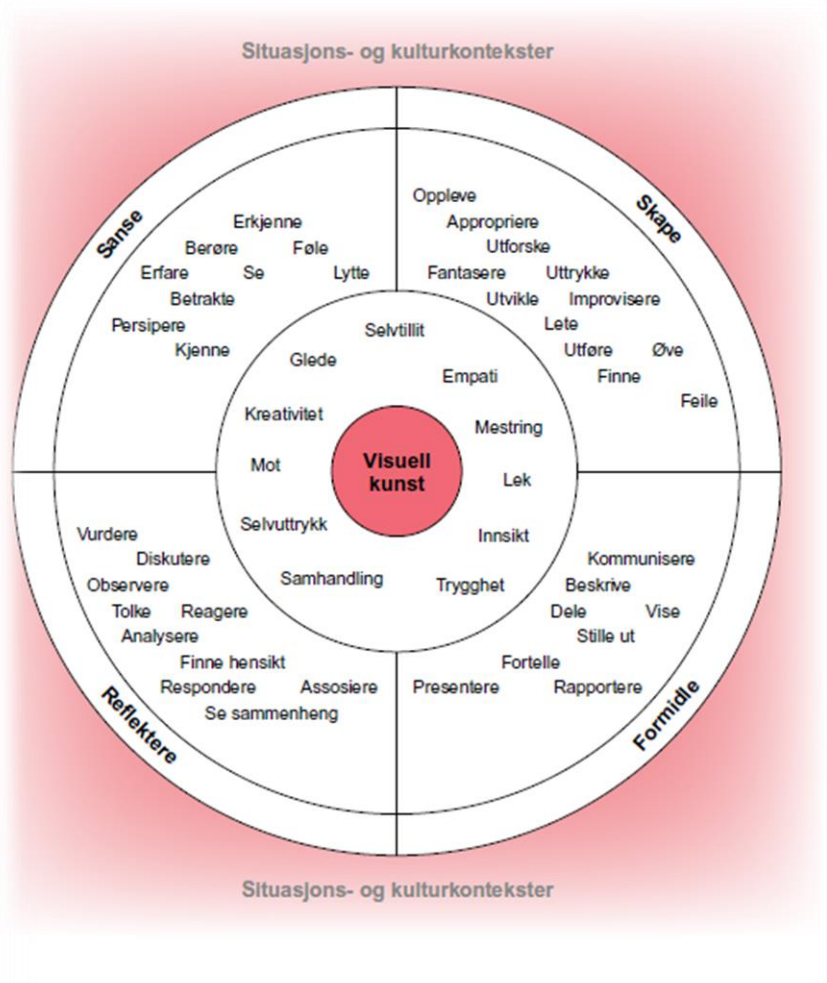 Situasjons- og kulturkontekster
Sanse
Erkjenne
Berøre Føle
Erfare Se Lytte
Betrakte
Persipere
Kjenne
Skape
Oppleve
Appropriere
Utforske
Fantasere Uttrykke
Utvikle Improvisere
Lete
Utføre Øve
Finne
Feile
Selvtillit
Glede
Empati
Kreativitet
Mestring
Mot
Lek
Selvuttrykk
Innsikt
Samhandling
Trygghet
Visuell
kunst
Vurdere
Diskutere
Observere
Tolke Reagere
Analysere
Finne hensikt
Respondere Assosiere
Se sammenheng
Reflektere
Kommunisere
Beskrive
Dele Vise
Stille ut
Fortelle
Presentere Rapportere
Formidle
Situasjons- og kulturkontekster